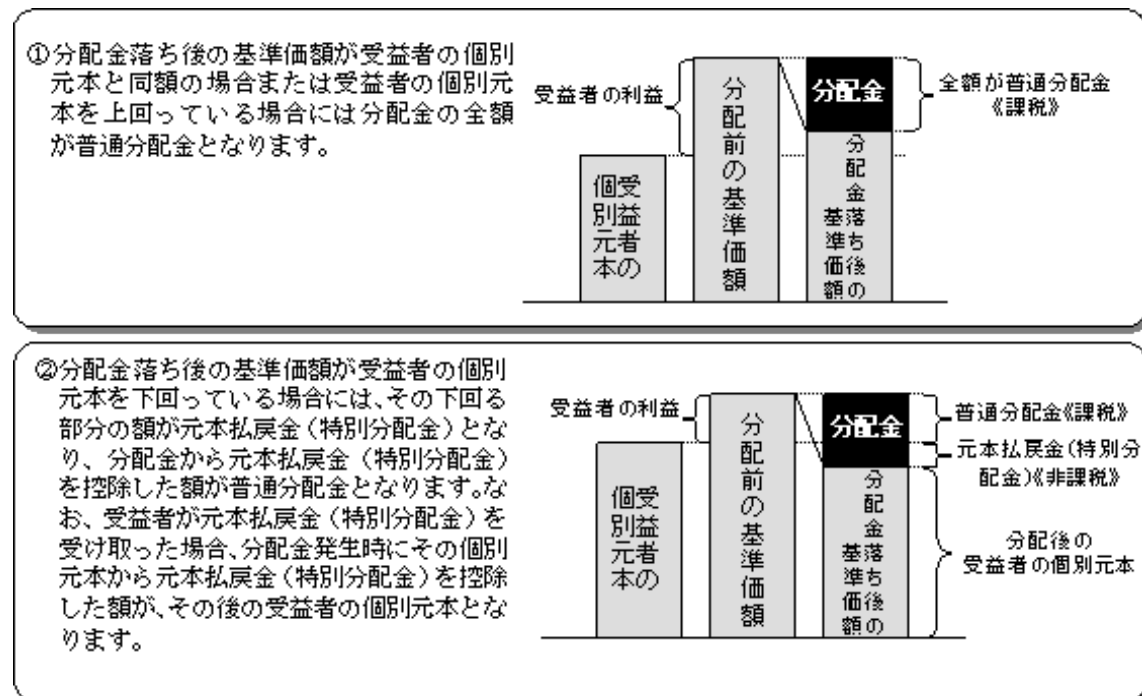 ①分配金落ち後の基準価額が受益者の個別
元本と同額の場合または受益者の個別元
本を上回っている場合には分配金の全額
が普通分配金となります。
受益者の利益
個別元本
受益者の
分配前の基準価額
分配金
基準価額
分配金落ち後の
全額が普通分配金
《課税》
②分配金落ち後の基準価額が受益者の個別
元本を下回っている場合には、その下回る
部分の額が元本払戻金(特別分配金)とな
り、分配金から元本払戻金(特別分配金)
を控除した額が普通分配金となります。な
お、受益者が元本払戻金(特別分配金)を
受け取った場合、分配金発生時にその個別
元本から元本払戻金(特別分配金)を控除
した額が、その後の受益者の個別元本とな
ります。
受益者の利益
受益者の
個別元本
分配前の基準価額
分配金
分配金落ち後の
基準価額
普通分配金《課税》
元本払戻金(特別分
配金)《非課税》
分配後の
受益者の個別元本